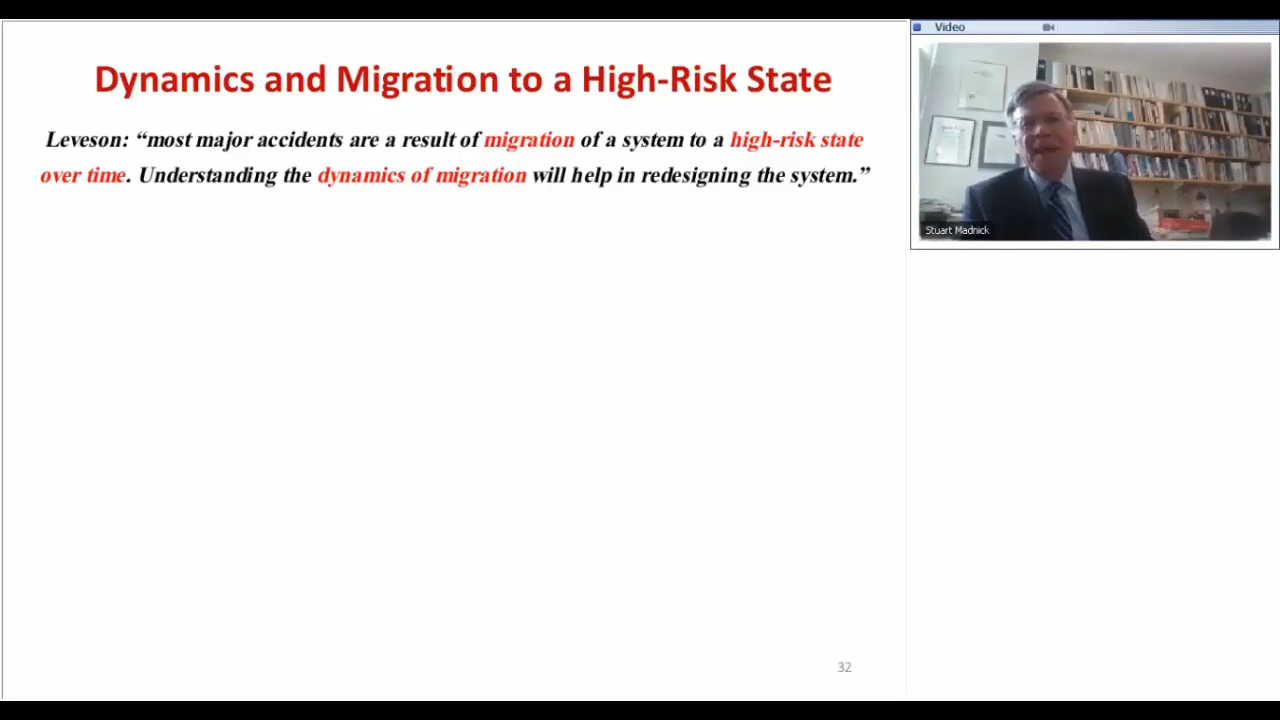 Dynamics and Migration to a High-Risk State
Leveson: “most major accidents are a result of migration of a system to a high-risk state
over time. Understanding the dynamics of migration will help in redesigning the system.”
32
Video
Stuart Madnick